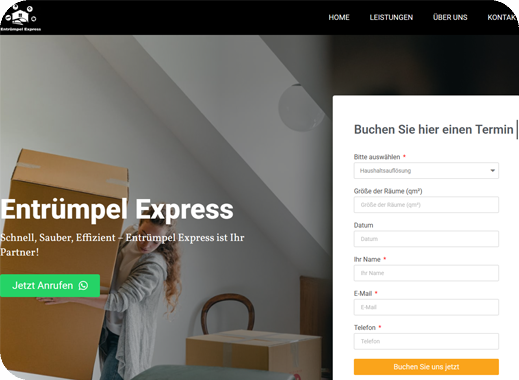 Entrümpel Express
HOME
LEISTUNGEN
ÜBER UNS
KONTAK
Buchen Sie hier einen Termin
Bitte auswählen *
Haushaltsauflösung
Größe der Räume (qm²)
Größe der Räume (qm²)
Datum
Datum
Ihr Name *
Ihr Name
E-Mail *
E-Mail
Telefon *
Telefon
Buchen Sie uns jetzt
Entrümpel Express
Schnell, Sauber, Effizient – Entrümpel Express ist Ihr
Partner!
Jetzt Anrufen